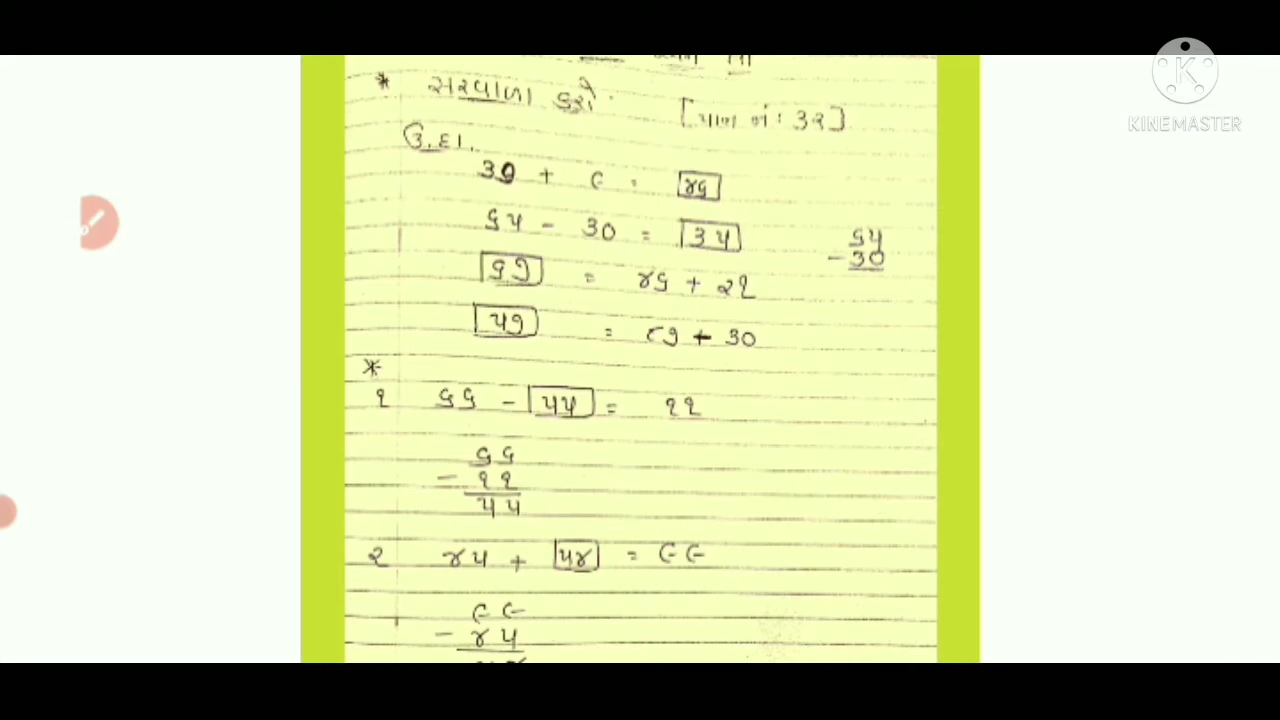 * સરવાળા કરો
[પાન નં: ૩૨]
ઉ.દા.
૩૭ + ૯ = ૪૬
૬૫ - ૩૦ = ૩૫
૬૫
- ૩૦
૬૭ = ૪૬ + ૨૧
૫૭ = ૮૭ - ૩૦
*
૧ ૬૬ - ૫૫ = ૧૧
૬૬
- ૧૧
૫૫
૨ ૪૫ + ૫૪ = ૯૯
૯૯
- ૪૫
KINEMASTER